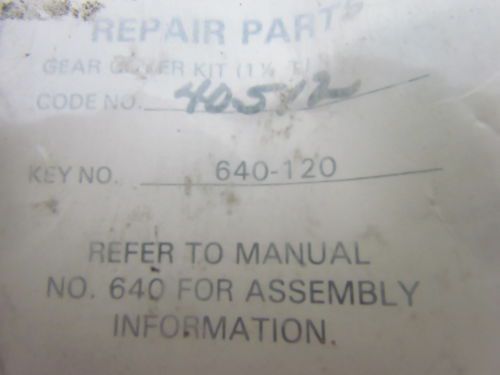 REPAIR PARTS
GEAR COVER KIT (1½
CODE NO. 40512
KEY NO. 640-120
REFER TO MANUAL
NO. 640 FOR ASSEMBLY
INFORMATION.